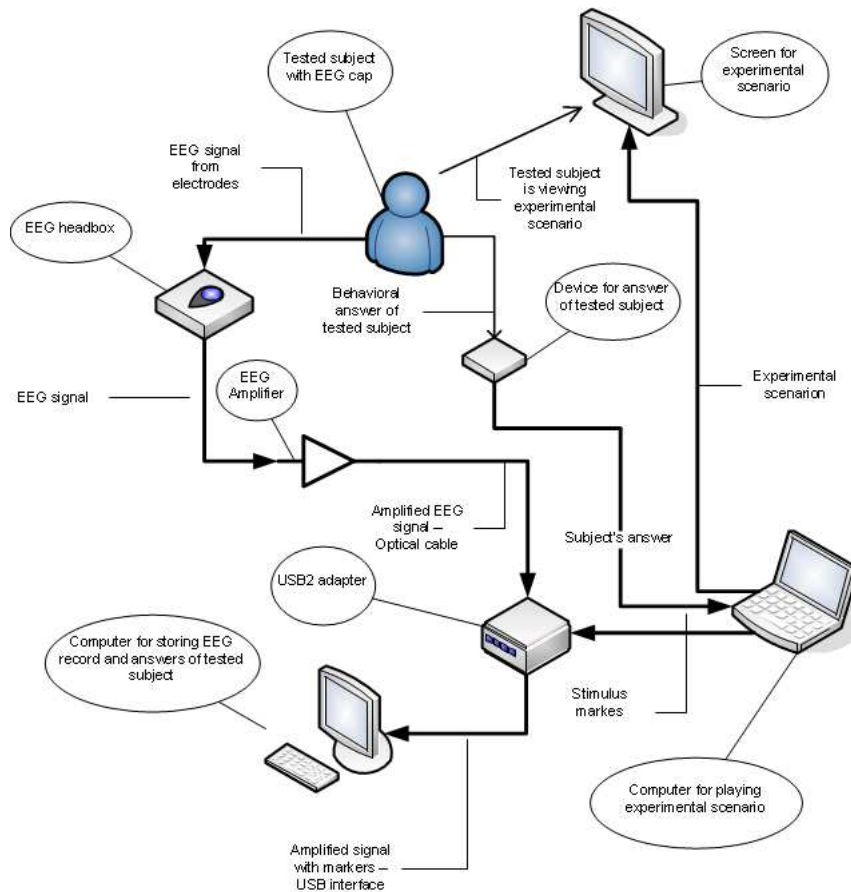 Tested subject
with EEG cap
Screen for
experimental
scenario
EEG signal
from
electrodes
Tested subject
is viewing
experimental
scenario
EEG headbox
Behavioral
answer of
tested subject
Device for answer
of tested subject
EEG signal
EEG
Amplifier
Experimental
scenarion
Amplified EEG
signal –
Optical cable
Subject's answer
USB2 adapter
Computer for storing EEG
record and answers of tested
subject
Stimulus
markes
Computer for playing
experimental scenario
Amplified signal
with markers –
USB interface